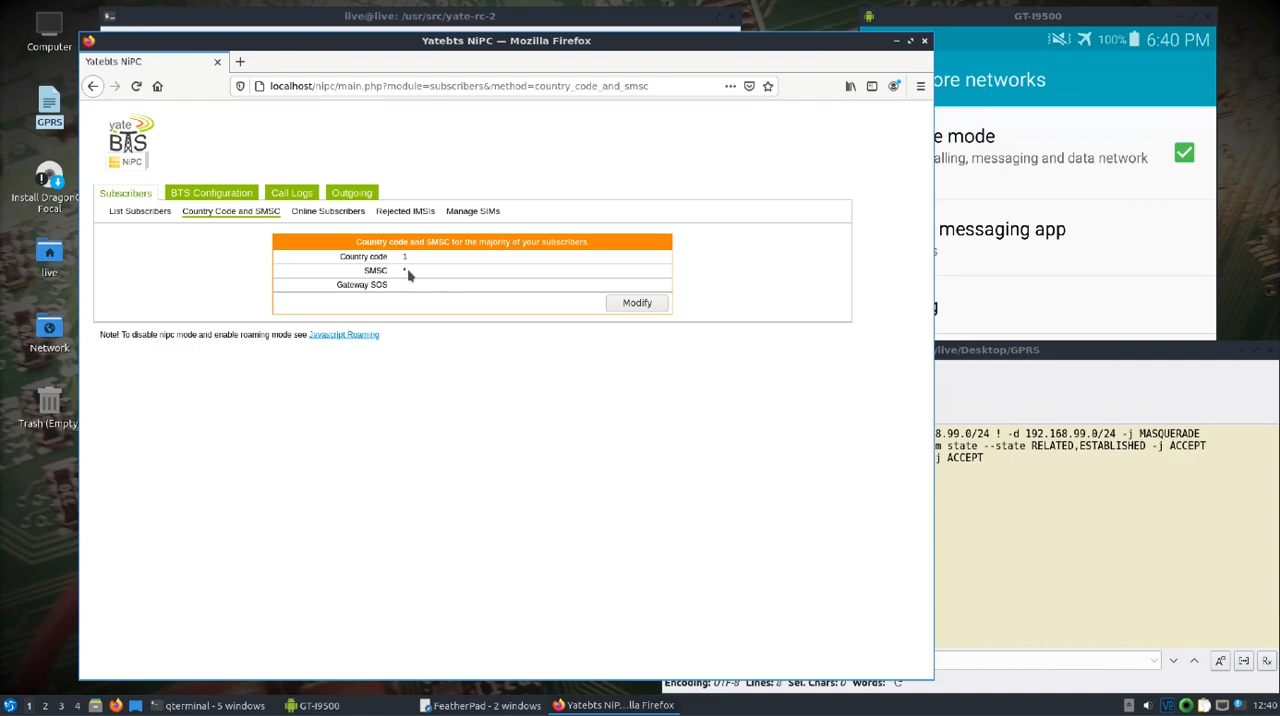 Computer
live@live: /usr/src/yate-rc-2
GT-I9500
Yatebts NiPC — Mozilla Firefox
100%
6:40 PM
Yatebts NiPC
localhost/nipc/main.php?module=subscribers&method=country_code_and_smsc
ore networks
yate
BTS
NiPC
GPRS
e mode
alling, messaging and data network
Install Dragon
Focal
Subscribers
BTS Configuration
Call Logs
Outgoing
List Subscribers
Country Code and SMSC
Online Subscribers
Rejected IMSIs
Manage SIMs
messaging app
s
live
Country code and SMSC for the majority of your subscribers.
Country code 1
SMSC *
Gateway SOS
Modify
g
Note! To disable nipc mode and enable roaming mode see Javascript Roaming
Network
/live/Desktop/GPRS
Trash (Empty
8.99.0/24 ! -d 192.168.99.0/24 -j MASQUERADE
m state --state RELATED,ESTABLISHED -j ACCEPT
j ACCEPT
Encoding: UTF-8 Lines: 8 Sel. Chars: 0 Words:
1 2 3 4
qterminal - 5 windows
GT-I9500
FeatherPad - 2 windows
Yatebts NiP...lla Firefox
12:40